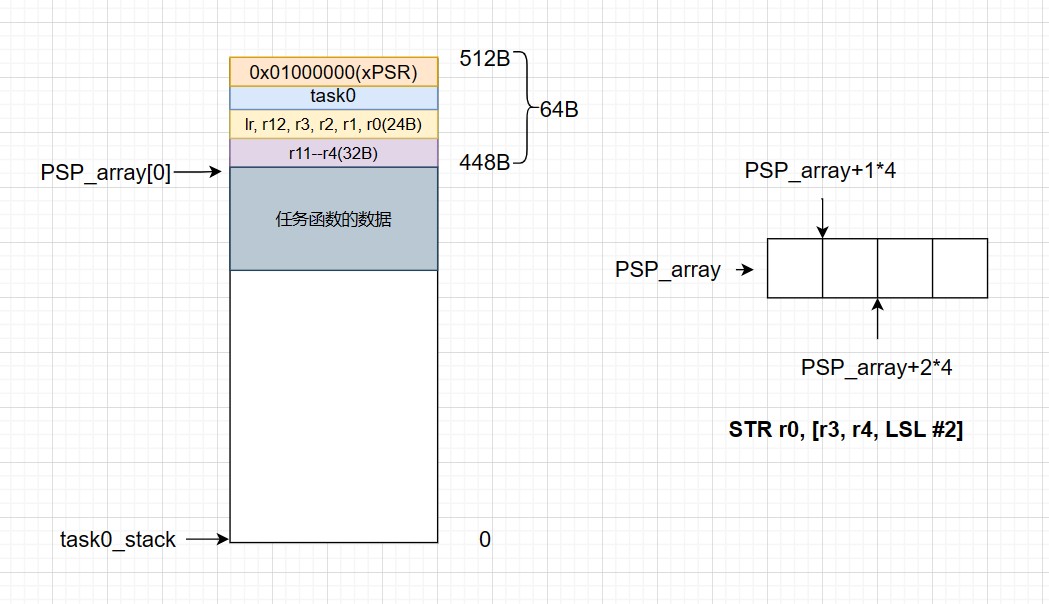 512B
0x01000000(xPSR)
task0
64B
lr, r12, r3, r2, r1, r0(24B)
r11--r4(32B)
448B
PSP_array[0]
任务函数的数据
task0_stack
0
PSP_array+1*4
PSP_array
PSP_array+2*4
STR r0, [r3, r4, LSL #2]